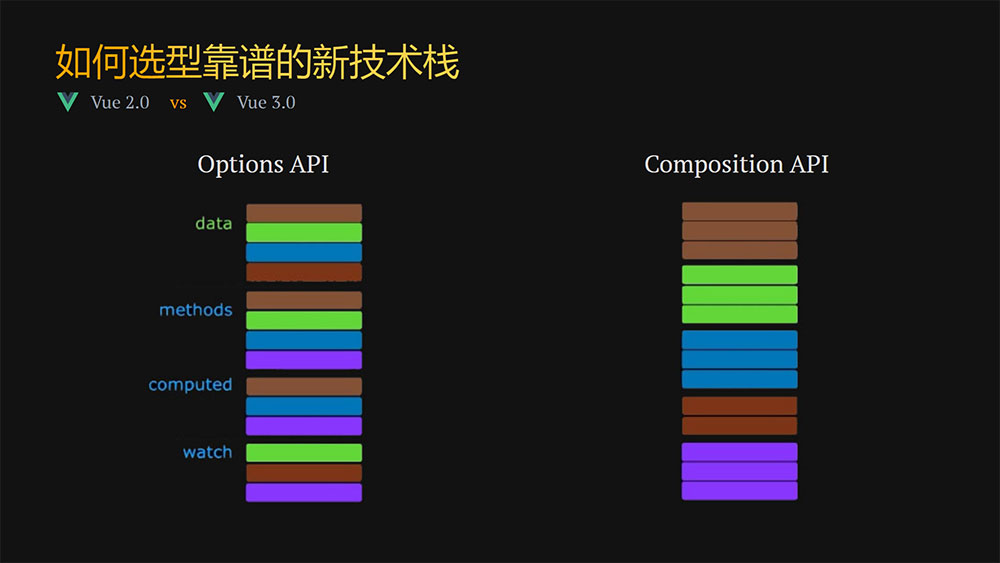 如何选型靠谱的新技术栈
Vue 2.0 vs Vue 3.0
Options API
data
methods
computed
watch
Composition API